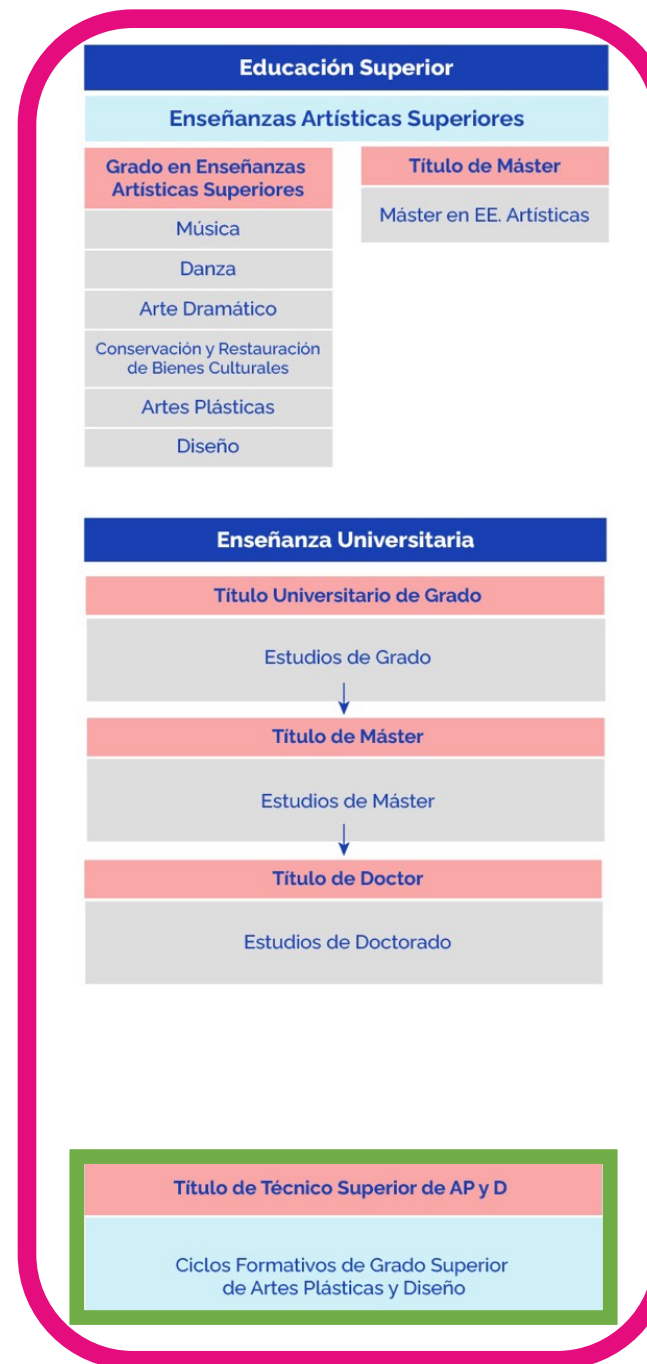 Educación Superior
Enseñanzas Artísticas Superiores
Grado en Enseñanzas
Artísticas Superiores
Música
Danza
Arte Dramático
Conservación y Restauración
de Bienes Culturales
Artes Plásticas
Diseño
Título de Máster
Máster en EE. Artísticas
Enseñanza Universitaria
Título Universitario de Grado
Estudios de Grado
Título de Máster
Estudios de Máster
Título de Doctor
Estudios de Doctorado
Título de Técnico Superior de AP y D
Ciclos Formativos de Grado Superior
de Artes Plásticas y Diseño